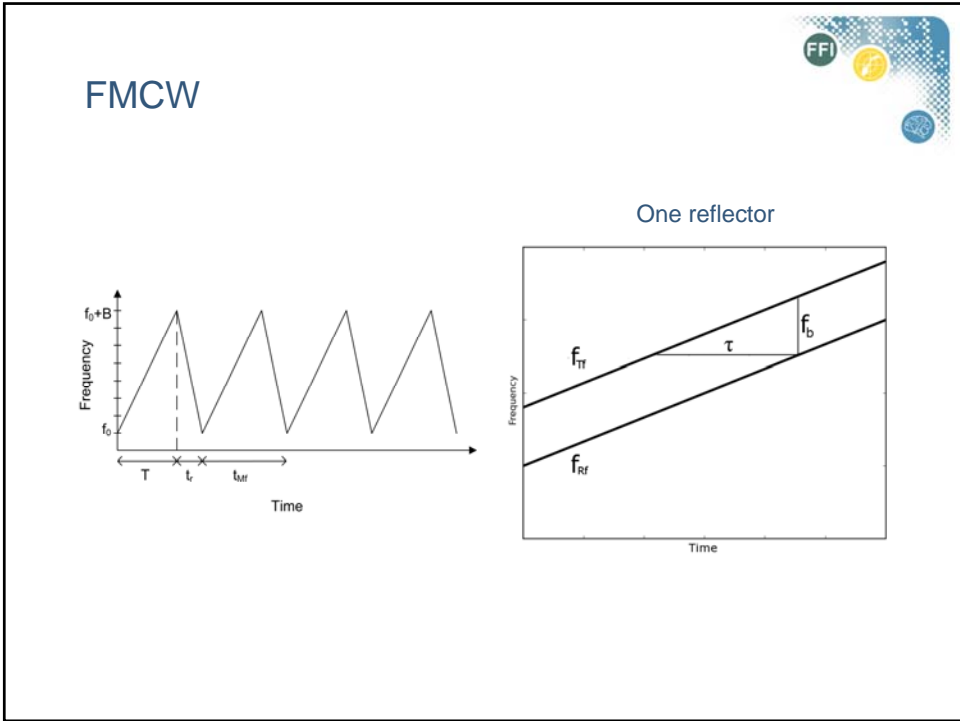 FFI
FMCW
One reflector
f₀+B
Frequency
f₀
T
tᵣ
t_Mf
Time
f_Tf
τ
f_b
f_Rf
Frequency
Time